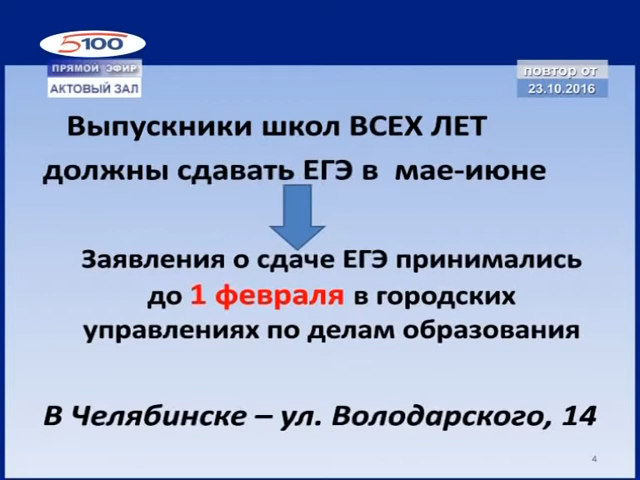 5100
ПРЯМОЙ ЭФИР
АКТОВЫЙ ЗАЛ
повтор от
23.10.2016
Выпускники школ ВСЕХ ЛЕТ
должны сдавать ЕГЭ в мае-июне
Заявления о сдаче ЕГЭ принимались
до 1 февраля в городских
управлениях по делам образования
В Челябинске – ул. Володарского, 14
4